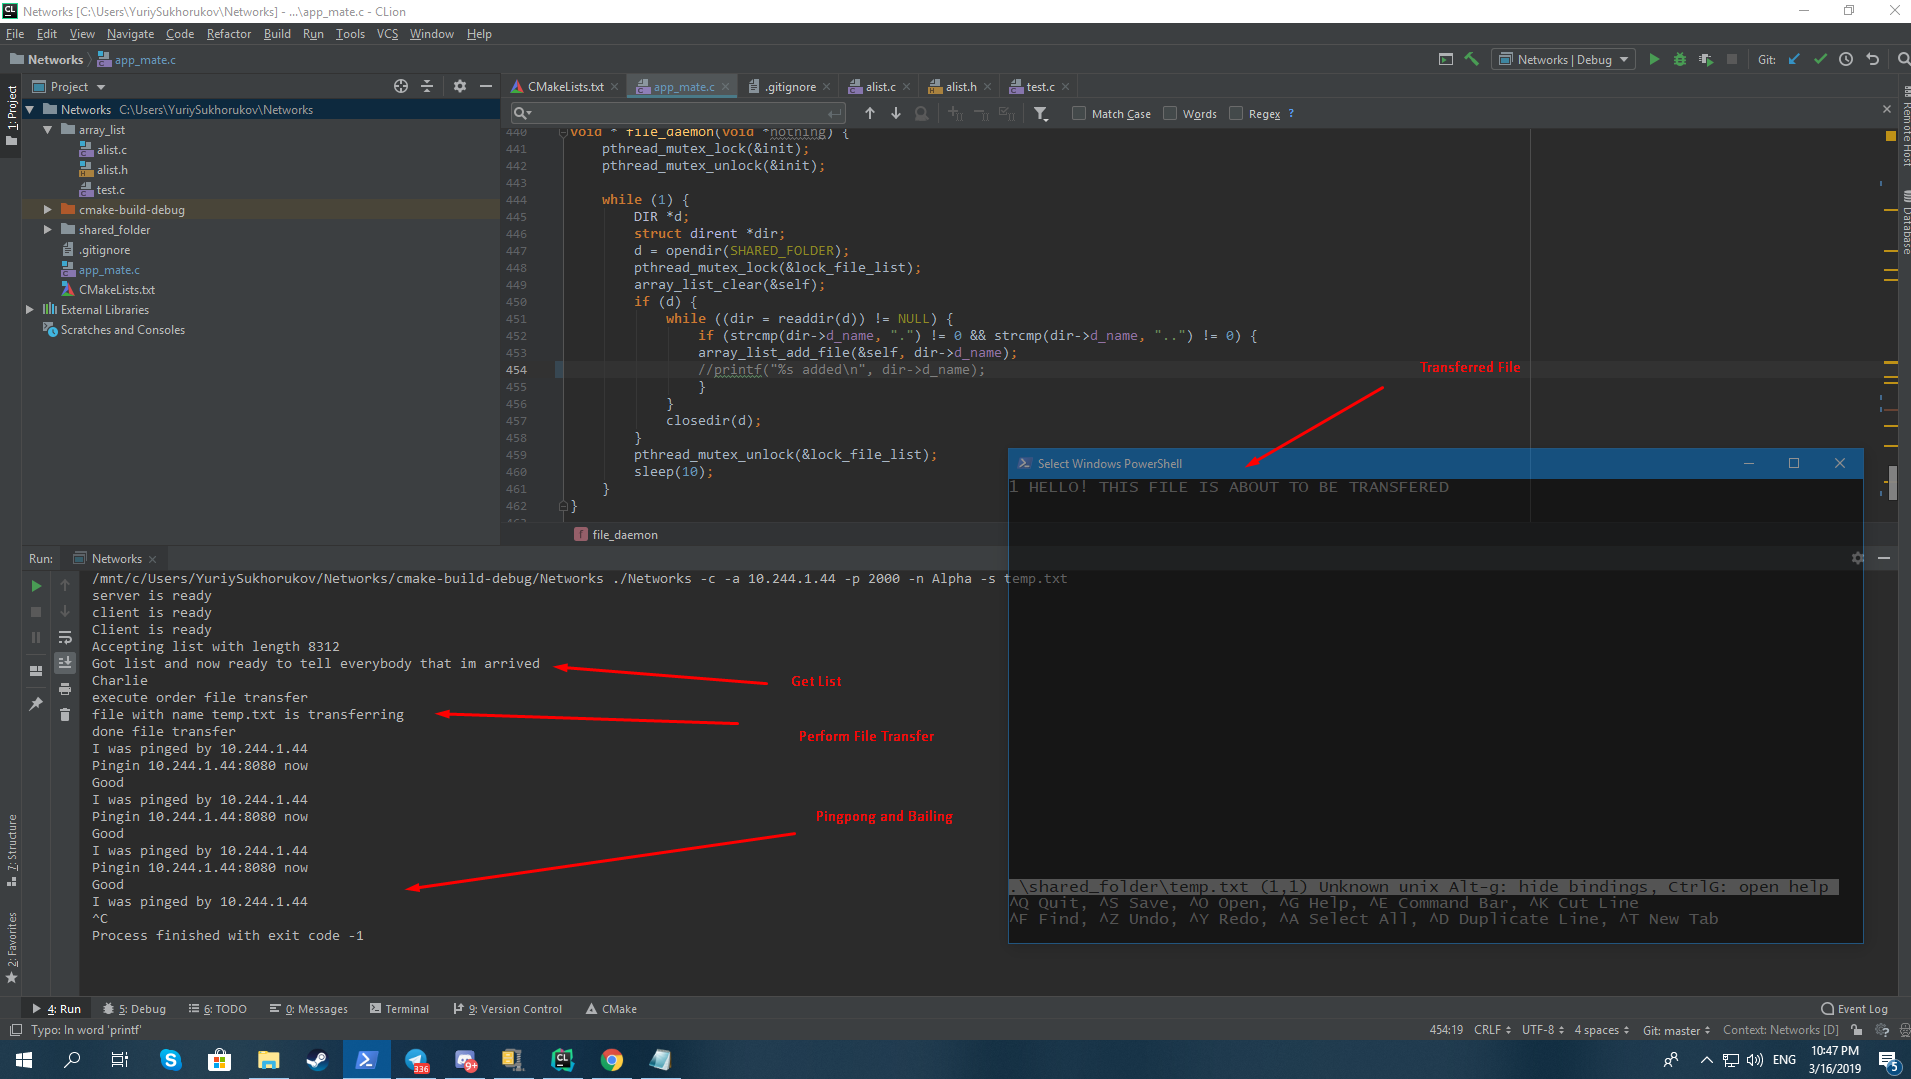 Networks [C:\Users\YuriySukhorukov\Networks] - ...\app_mate.c - CLion
File Edit View Navigate Code Refactor Build Run Tools VCS Window Help
Networks app_mate.c
Networks | Debug
Git:
1: Project
Project
Networks C:\Users\YuriySukhorukov\Networks
array_list
alist.c
alist.h
test.c
cmake-build-debug
shared_folder
.gitignore
app_mate.c
CMakeLists.txt
External Libraries
Scratches and Consoles
CMakeLists.txt app_mate.c .gitignore alist.c alist.h test.c
Match Case Words Regex ?
440 void * file_daemon(void *nothing) {
441 pthread_mutex_lock(&init);
442 pthread_mutex_unlock(&init);
443
444 while (1) {
445 DIR *d;
446 struct dirent *dir;
447 d = opendir(SHARED_FOLDER);
448 pthread_mutex_lock(&lock_file_list);
449 array_list_clear(&self);
450 if (d) {
451 while ((dir = readdir(d)) != NULL) {
452 if (strcmp(dir->d_name, ".") != 0 && strcmp(dir->d_name, "..") != 0) {
453 array_list_add_file(&self, dir->d_name);
454 //printf("%s added\n", dir->d_name);
455 }
456 }
457 closedir(d);
458 }
459 pthread_mutex_unlock(&lock_file_list);
460 sleep(10);
461 }
462 }
file_daemon
Remote Host
Database
Transferred File
Select Windows PowerShell
1 HELLO! THIS FILE IS ABOUT TO BE TRANSFERED
.\shared_folder\temp.txt (1,1) Unknown unix Alt-g: hide bindings, CtrlG: open help
^Q Quit, ^S Save, ^O Open, ^G Help, ^E Command Bar, ^K Cut Line
^F Find, ^Z Undo, ^Y Redo, ^A Select All, ^D Duplicate Line, ^T New Tab
Run: Networks
/mnt/c/Users/YuriySukhorukov/Networks/cmake-build-debug/Networks ./Networks -c -a 10.244.1.44 -p 2000 -n Alpha -s temp.txt
server is ready
client is ready
Client is ready
Accepting list with length 8312
Got list and now ready to tell everybody that im arrived
Charlie
execute order file transfer
file with name temp.txt is transferring
done file transfer
I was pinged by 10.244.1.44
Pingin 10.244.1.44:8080 now
Good
I was pinged by 10.244.1.44
Pingin 10.244.1.44:8080 now
Good
I was pinged by 10.244.1.44
Pingin 10.244.1.44:8080 now
Good
I was pinged by 10.244.1.44
^C
Process finished with exit code -1
Get List
Perform File Transfer
Pingpong and Bailing
7: Structure
2: Favorites
4: Run 5: Debug 6: TODO 0: Messages Terminal 9: Version Control CMake
Event Log
Typo: In word 'printf'
454:19 CRLF UTF-8 4 spaces Git: master Context: Networks [D]
336
9+
ENG
10:47 PM
3/16/2019
5